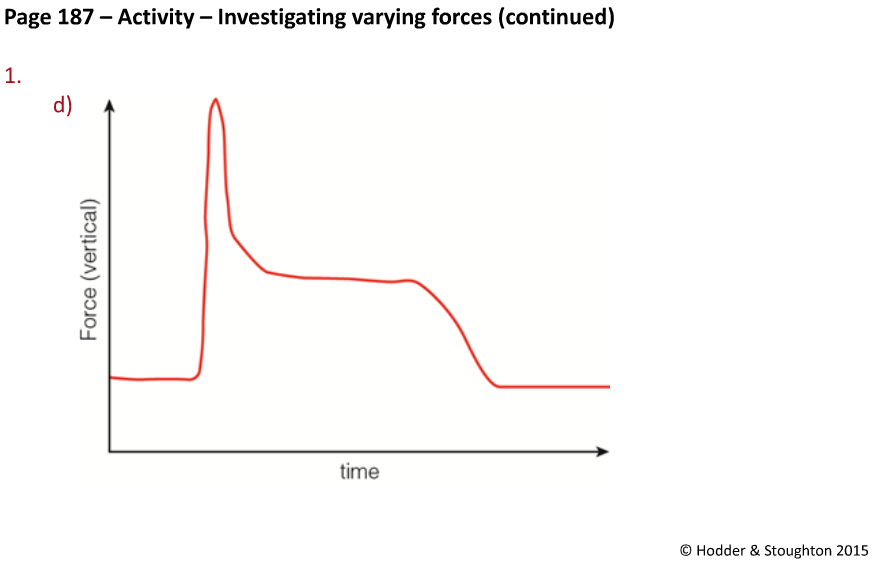 Page 187 – Activity – Investigating varying forces (continued)
1.
d)
Force (vertical)
time
© Hodder & Stoughton 2015